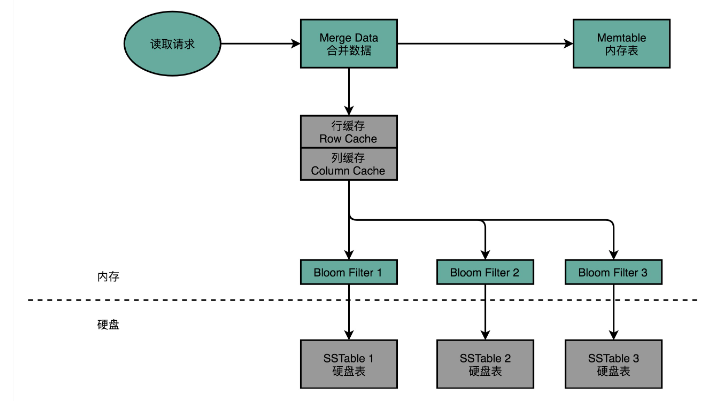 读取请求
Merge Data
合并数据
Memtable
内存表
行缓存
Row Cache
列缓存
Column Cache
内存
Bloom Filter 1
Bloom Filter 2
Bloom Filter 3
硬盘
SSTable 1
硬盘表
SSTable 2
硬盘表
SSTable 3
硬盘表